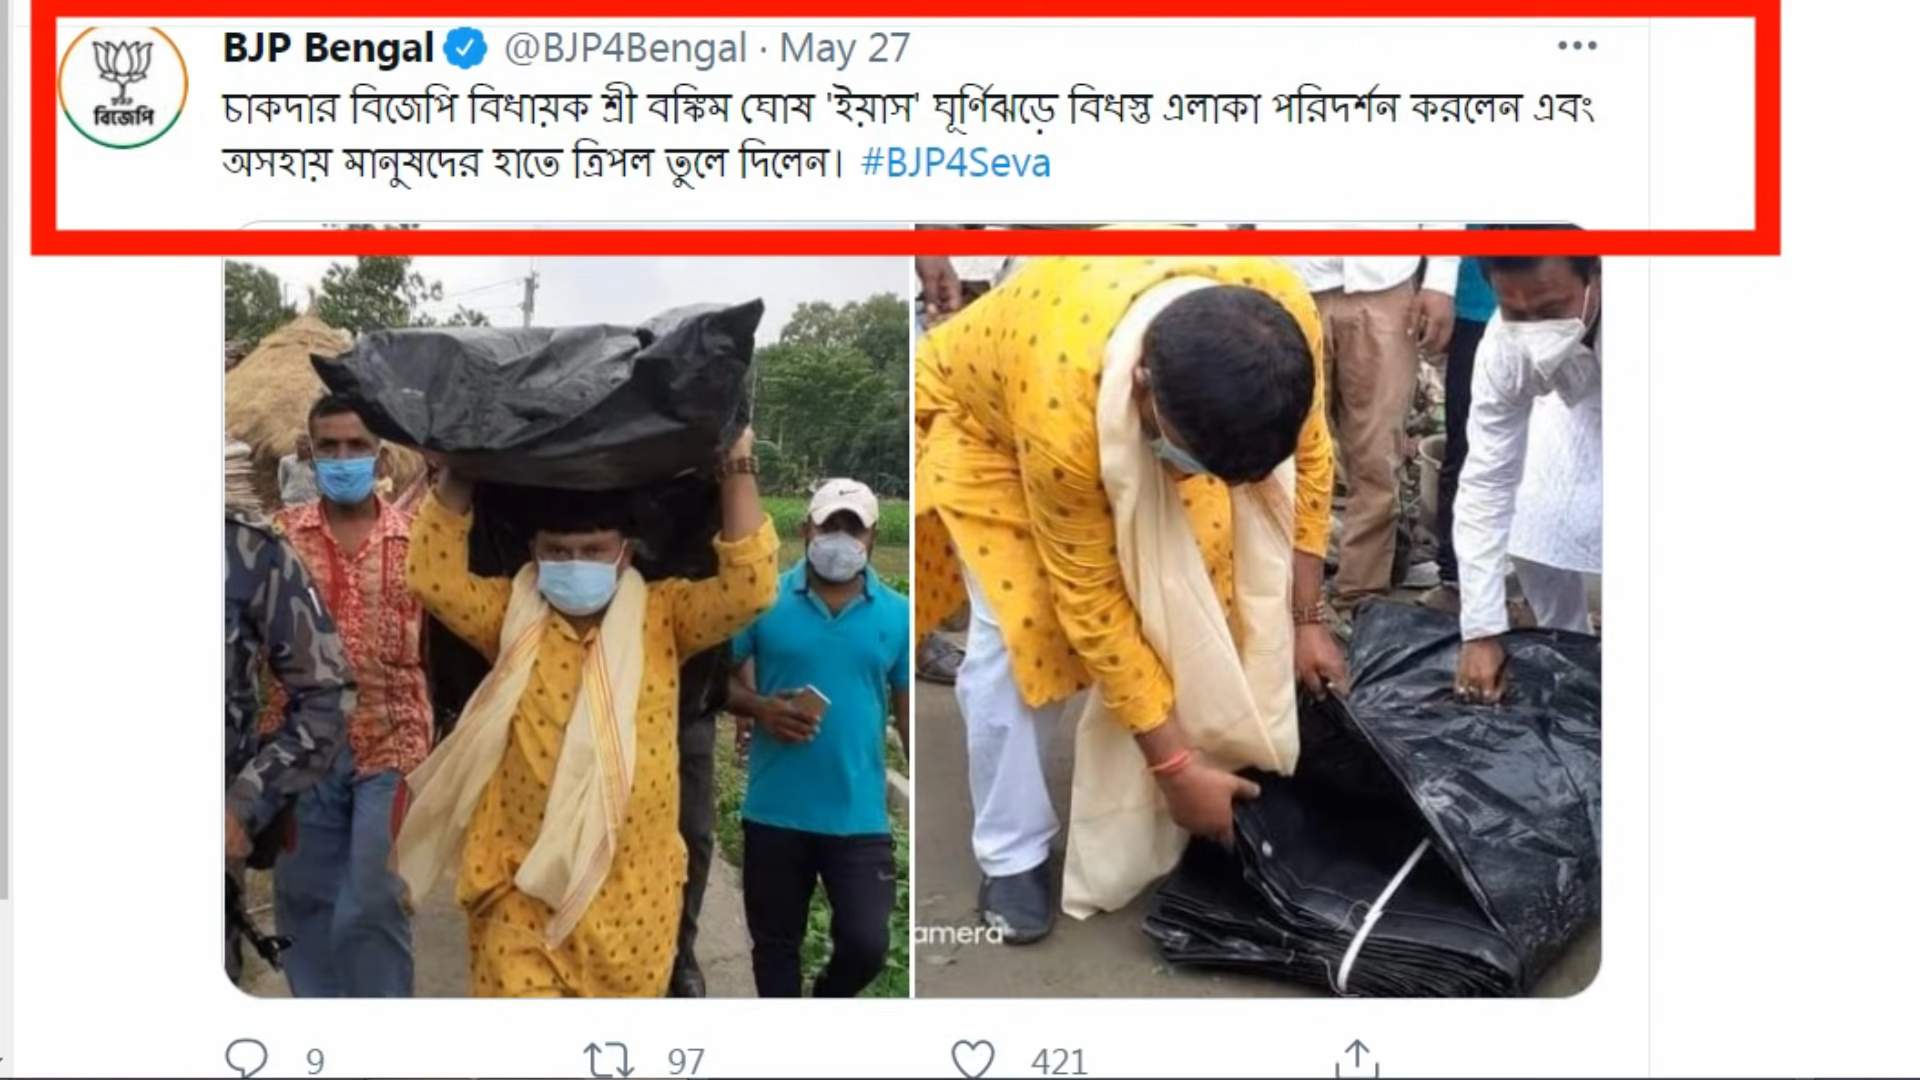 BJP Bengal @BJP4Bengal · May 27
বিজেপি
চাকদার বিজেপি বিধায়ক শ্রী বঙ্কিম ঘোষ 'ইয়াস' ঘূর্ণিঝড়ে বিধস্ত এলাকা পরিদর্শন করলেন এবং
অসহায় মানুষদের হাতে ত্রিপল তুলে দিলেন। #BJP4Seva
amera
9 97 421